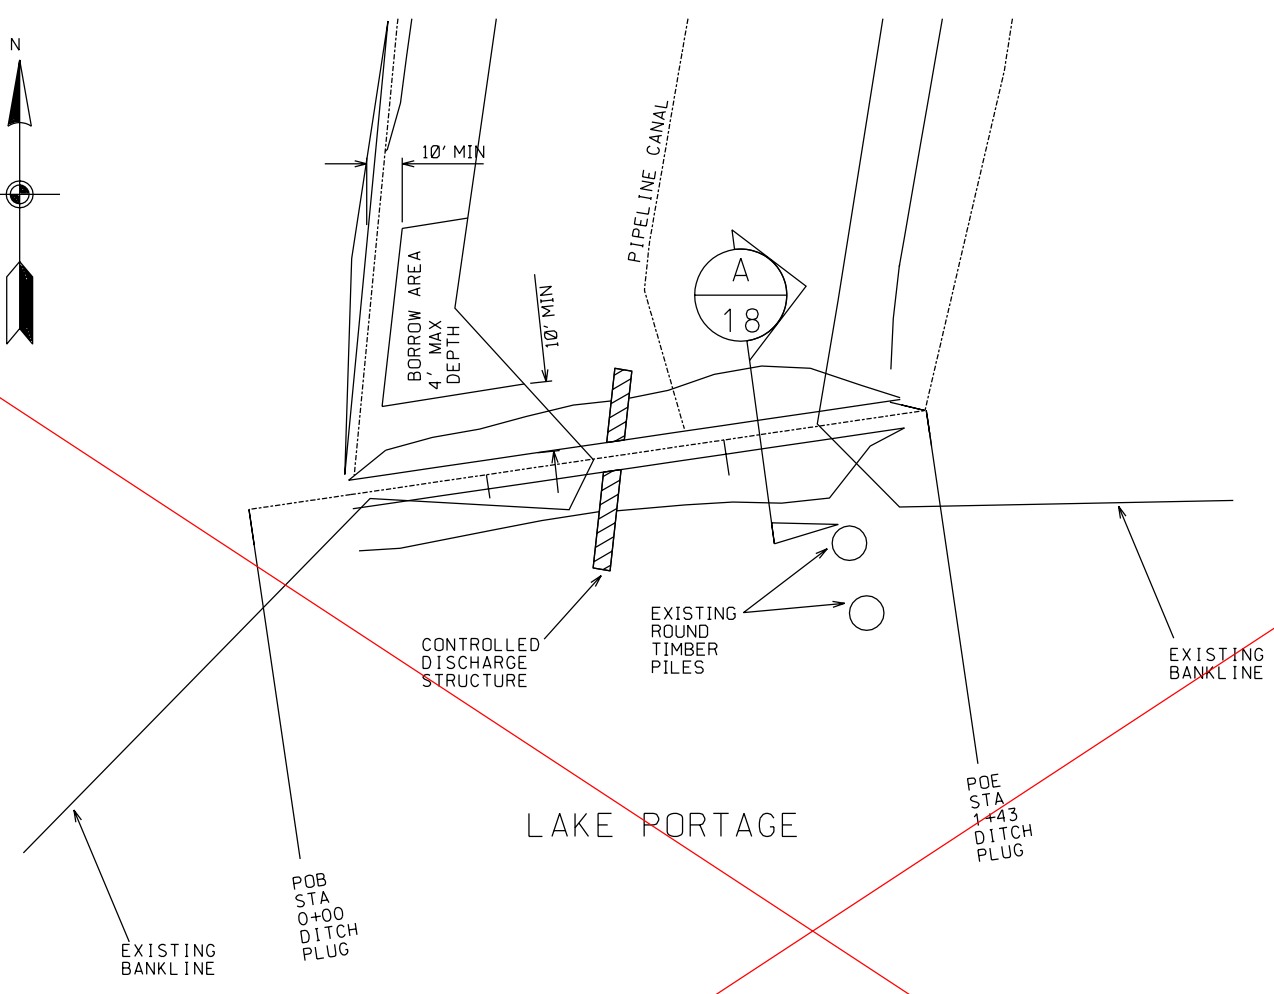 N
10' MIN
PIPELINE CANAL
BORROW AREA
4' MAX
DEPTH
10' MIN
A
18
CONTROLLED
DISCHARGE
STRUCTURE
EXISTING
ROUND
TIMBER
PILES
EXISTING
BANKLINE
LAKE PORTAGE
POE
STA
1+43
DITCH
PLUG
POB
STA
0+00
DITCH
PLUG
EXISTING
BANKLINE